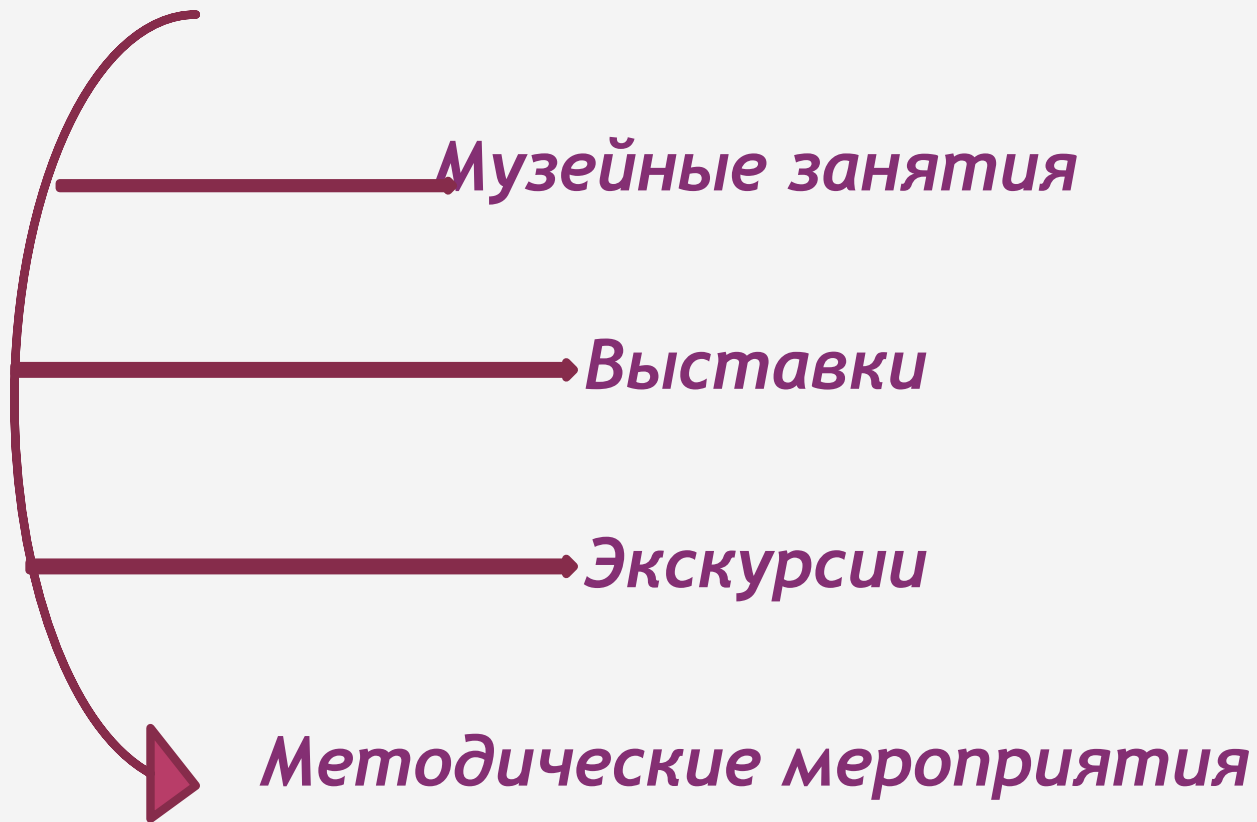 Музейные занятия
Выставки
Экскурсии
Методические мероприятия